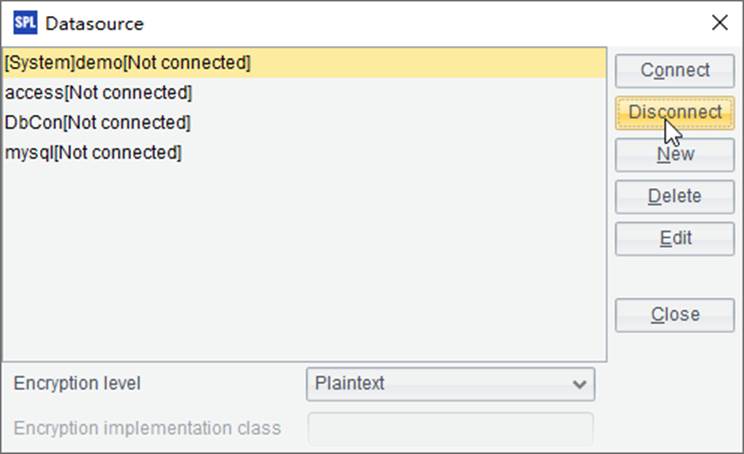 SPL Datasource
[System]demo[Not connected]
access[Not connected]
DbCon[Not connected]
mysql[Not connected]
Connect
Disconnect
New
Delete
Edit
Close
Encryption level Plaintext
Encryption implementation class